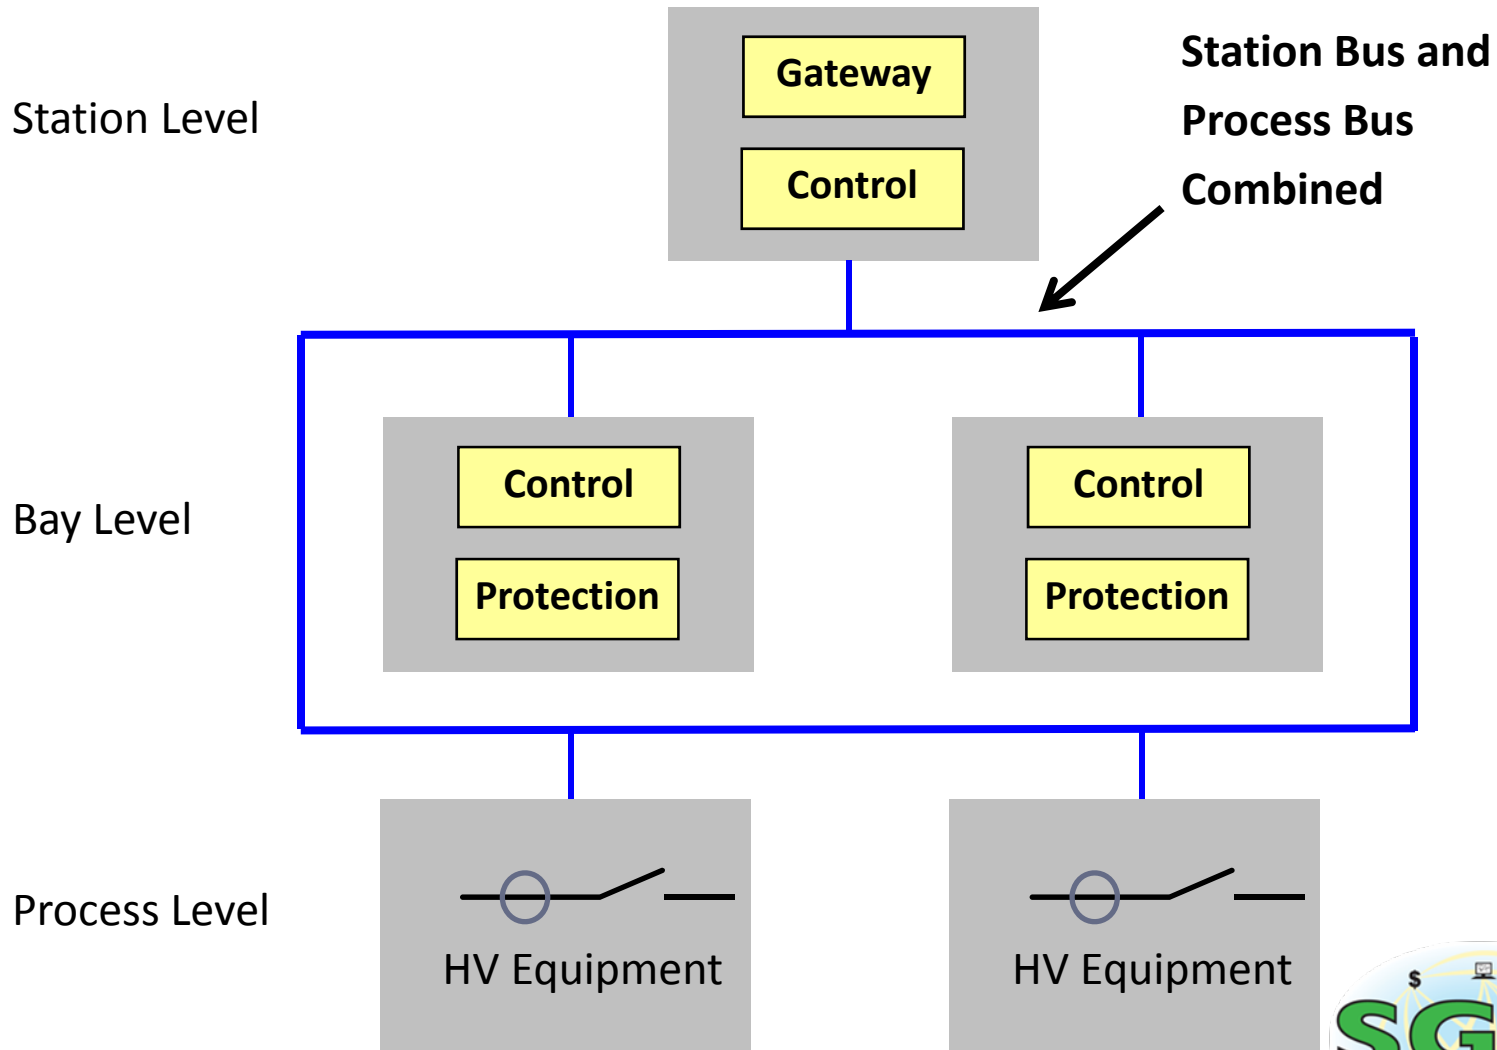 Station Level
Gateway
Control
Station Bus and
Process Bus
Combined
Bay Level
Control
Protection
Control
Protection
Process Level
HV Equipment
HV Equipment
$
SG